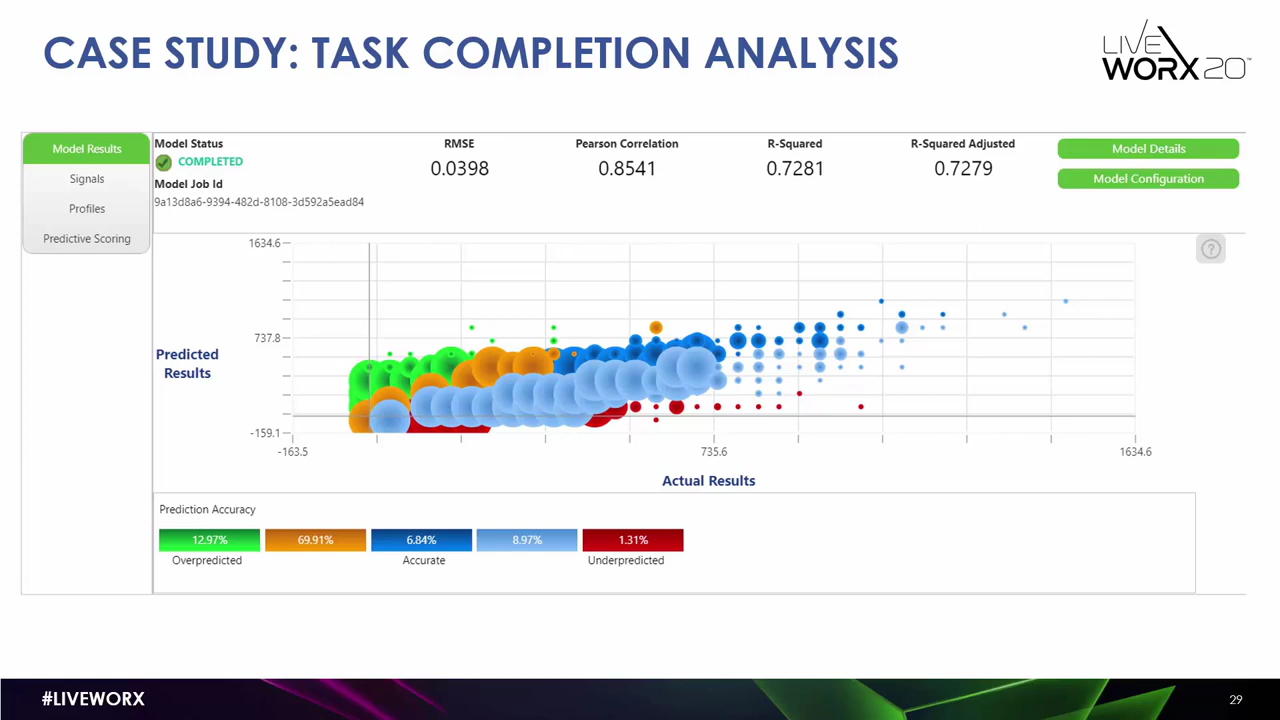 CASE STUDY: TASK COMPLETION ANALYSIS
LIVE
WORX 20™
Model Results
Signals
Profiles
Predictive Scoring
Model Status
COMPLETED
Model Job Id
9a13d8a6-9394-482d-8108-3d592a5ead84
RMSE
0.0398
Pearson Correlation
0.8541
R-Squared
0.7281
R-Squared Adjusted
0.7279
Model Details
Model Configuration
?
1634.6
737.8
-159.1
Predicted
Results
-163.5
735.6
1634.6
Actual Results
Prediction Accuracy
12.97%
69.91%
6.84%
8.97%
1.31%
Overpredicted
Accurate
Underpredicted
#LIVEWORX
29